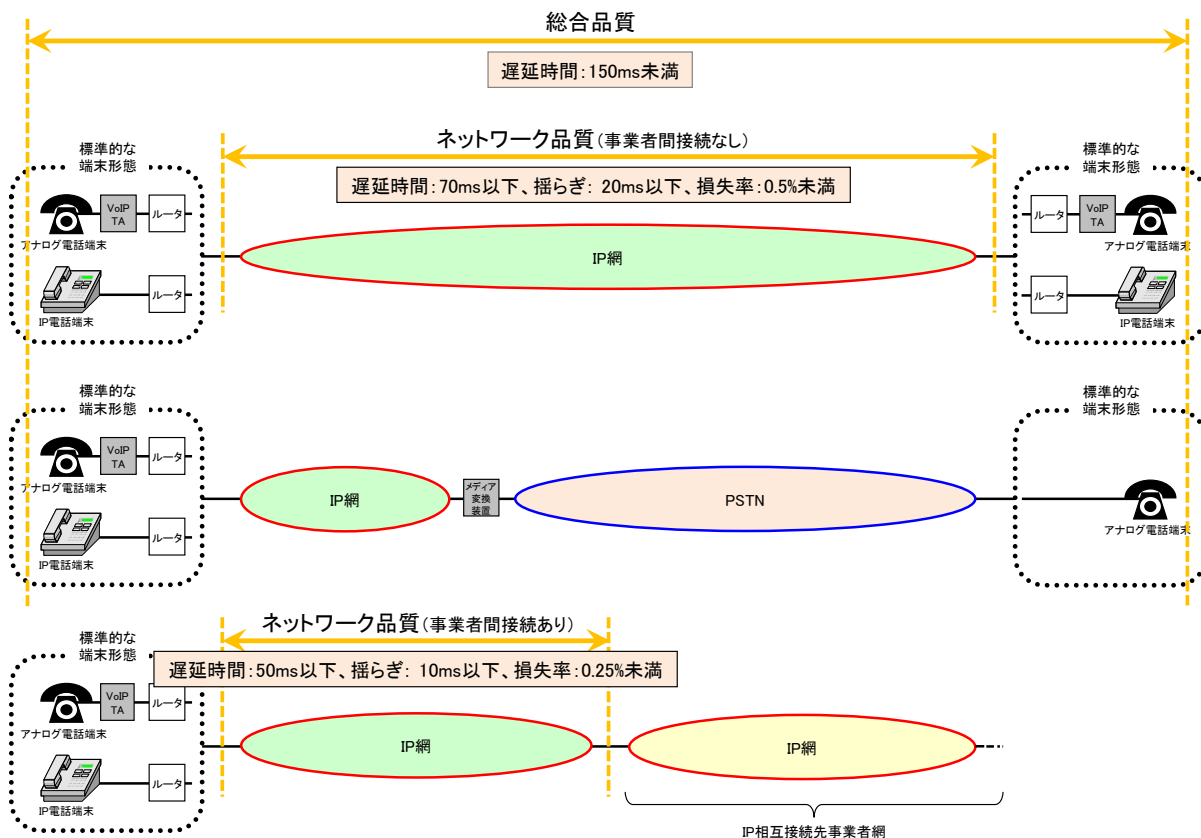 総合品質
遅延時間:150ms未満
ネットワーク品質(事業者間接続なし)
遅延時間:70ms以下、揺らぎ: 20ms以下、損失率:0.5%未満
標準的な
端末形態
VoIP
TA
ルータ
アナログ電話端末
ルータ
IP電話端末
IP網
標準的な
端末形態
ルータ
VoIP
TA
アナログ電話端末
ルータ
IP電話端末
標準的な
端末形態
VoIP
TA
ルータ
アナログ電話端末
ルータ
IP電話端末
IP網
メディア
変換
装置
PSTN
標準的な
端末形態
アナログ電話端末
ネットワーク品質(事業者間接続あり)
遅延時間:50ms以下、揺らぎ: 10ms以下、損失率:0.25%未満
標準的な
端末形態
VoIP
TA
ルータ
アナログ電話端末
ルータ
IP電話端末
IP網
IP網
IP相互接続先事業者網